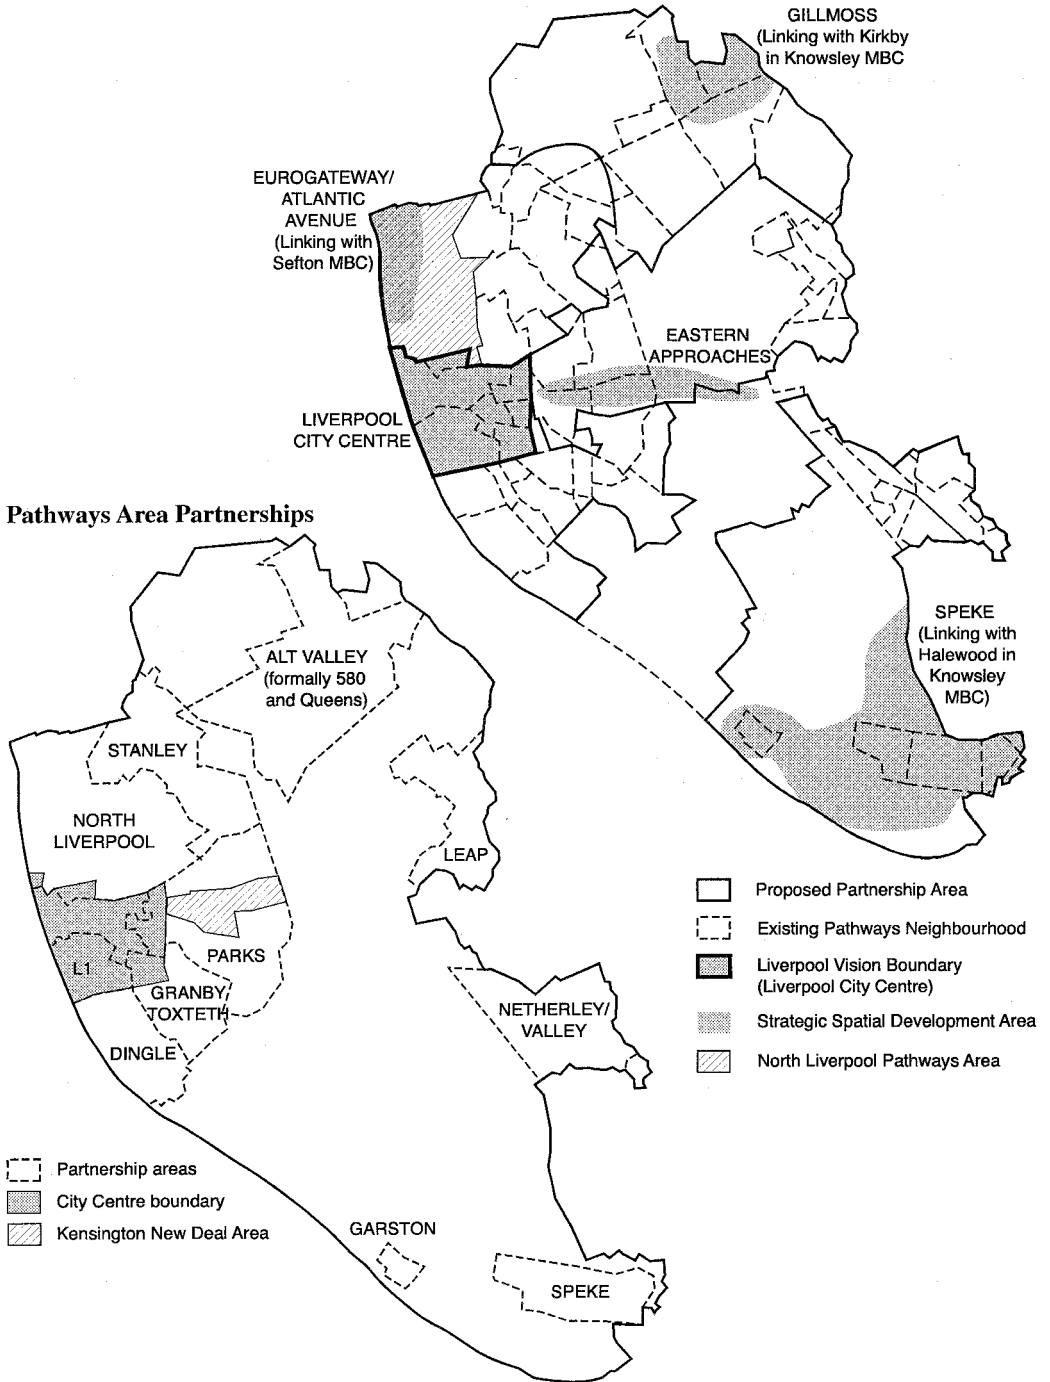 GILLMOSS
(Linking with Kirkby
in Knowsley MBC
EUROGATEWAY/
ATLANTIC
AVENUE
(Linking with
Sefton MBC)
EASTERN
APPROACHES
LIVERPOOL
CITY CENTRE
SPEKE
(Linking with
Halewood in
Knowsley
MBC)
Proposed Partnership Area
Existing Pathways Neighbourhood
Liverpool Vision Boundary
(Liverpool City Centre)
Strategic Spatial Development Area
North Liverpool Pathways Area
Pathways Area Partnerships
ALT VALLEY
(formally 580
and Queens)
STANLEY
NORTH
LIVERPOOL
LEAP
PARKS
L1
GRANBY
TOXTETH
DINGLE
NETHERLEY/
VALLEY
GARSTON
SPEKE
Partnership areas
City Centre boundary
Kensington New Deal Area